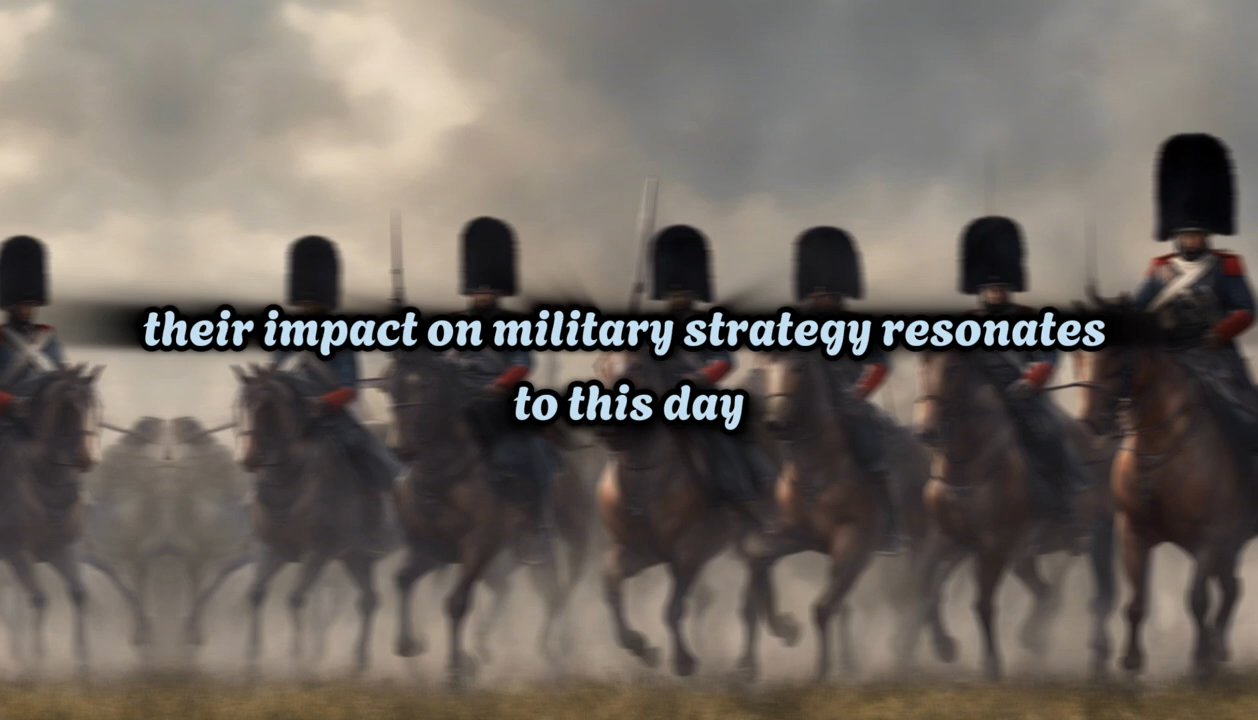 their impact on military strategy resonates
to this day